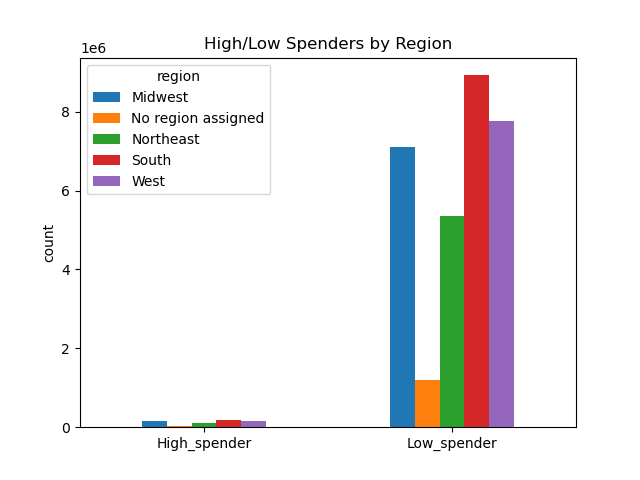 High/Low Spenders by Region
1e6
region
Midwest
No region assigned
Northeast
South
West
8
6
4
2
0
count
High_spender
Low_spender